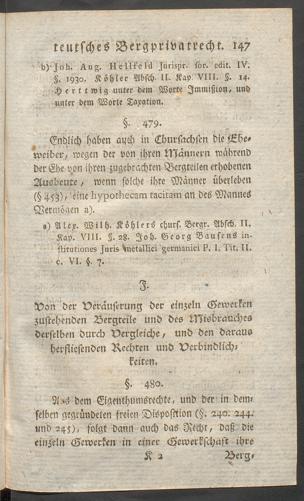 teutsches Bergprivatrecht. 147
b) Joh. Aug. Hellfeld Jurispr. for. edit. IV.
§. 1930. Köhler Absch. II. Kap. VIII. §. 14.
Herttwig unter dem Worte Immißion, und
unter dem Worte Taxation.
§. 479.
Endlich haben auch in Chursachsen die Ehe-
weiber, wegen der von ihren Männern während
der Ehe von ihren zugebrachten Bergteilen erhobenen
Ausbeute, wenn solche ihre Männer überleben
(§ 453), eine hypothecam tacitam an des Mannes
Vermögen a).
a) Alex. Wilh. Köhlers churs. Bergr. Absch. II.
Kap. VIII. §. 28. Joh. Georg Bausens in-
stitutiones Juris metallici germanici P. I. Tit. II.
c. VI. §. 7.
J.
Von der Veräuserung der einzeln Gewerken
zustehenden Bergteile und des Misbrauches
derselben durch Vergleiche, und den daraus
herfliesenden Rechten und Verbindlich-
keiten.
§. 480.
Aus dem Eigenthumsrechte, und der in dem-
selben gegründeten freien Disposition (§. 240. 244.
und 245), folgt dann auch das Recht, daß die
einzeln Gewerken in einer Gewerkschaft ihre
K 2 Berg-